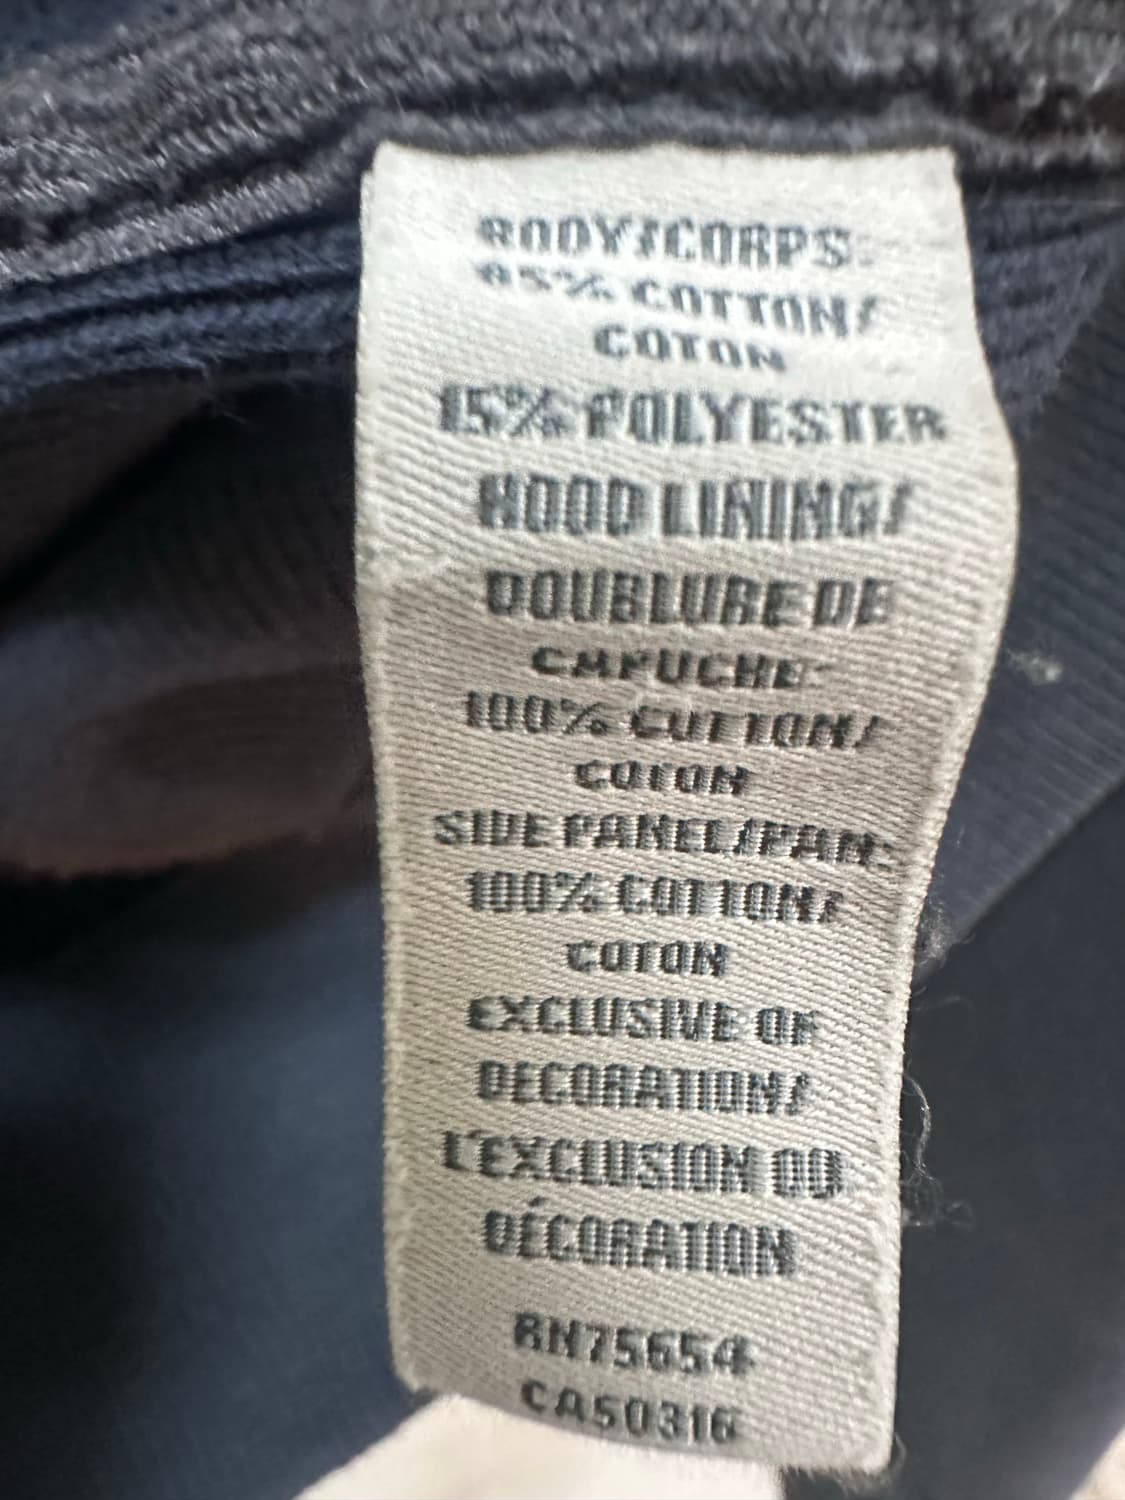 BODY/CORPS:
85% COTTON/
COTON
15% POLYESTER
HOOD LINING/
DOUBLURE DE
CAPUCHE:
100% COTTON/
COTON
SIDE PANEL/PAN:
100% COTTON/
COTON
EXCLUSIVE OF
DECORATION/
L'EXCLUSION OU
DÉCORATION
RN75654
CA50316